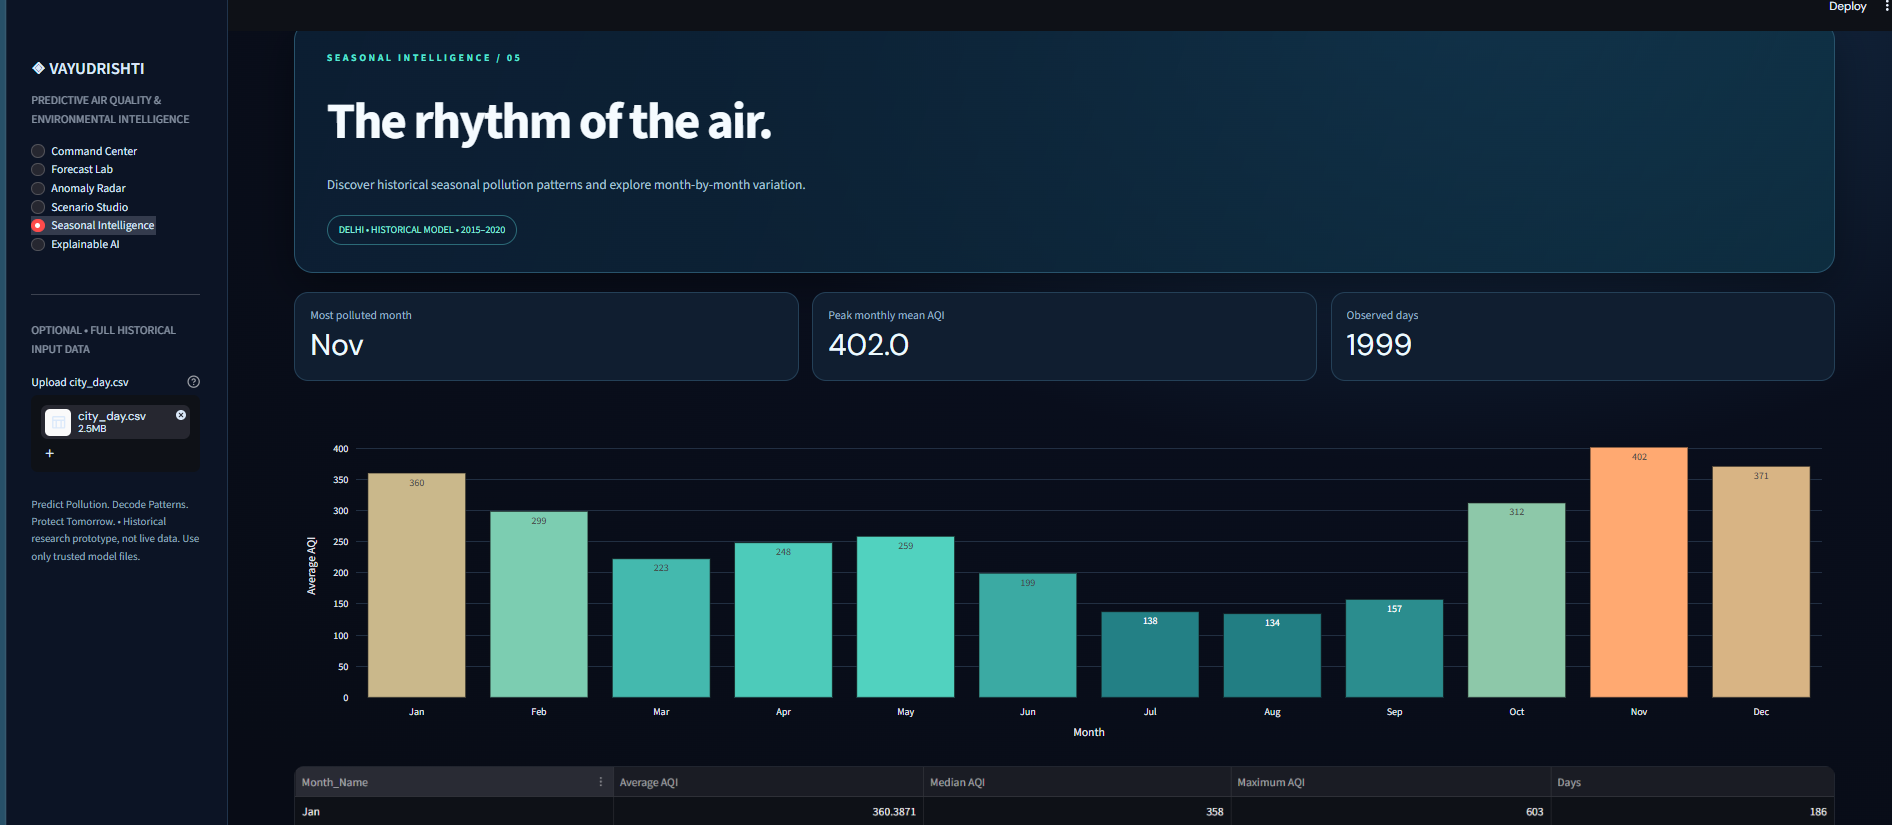 Deploy
◈ VAYUDRISHTI
PREDICTIVE AIR QUALITY &
ENVIRONMENTAL INTELLIGENCE
Command Center
Forecast Lab
Anomaly Radar
Scenario Studio
Seasonal Intelligence
Explainable AI
OPTIONAL • FULL HISTORICAL
INPUT DATA
Upload city_day.csv
city_day.csv
2.5MB
+
Predict Pollution. Decode Patterns.
Protect Tomorrow. • Historical
research prototype, not live data. Use
only trusted model files.
SEASONAL INTELLIGENCE / 05
The rhythm of the air.
Discover historical seasonal pollution patterns and explore month-by-month variation.
DELHI • HISTORICAL MODEL • 2015–2020
Most polluted month
Nov
Peak monthly mean AQI
402.0
Observed days
1999
Average AQI
400
350
300
250
200
150
100
50
0
360
299
223
248
259
199
138
134
157
312
402
371
Jan Feb Mar Apr May Jun Jul Aug Sep Oct Nov Dec
Month
Month_Name Average AQI Median AQI Maximum AQI Days
Jan 360.3871 358 603 186